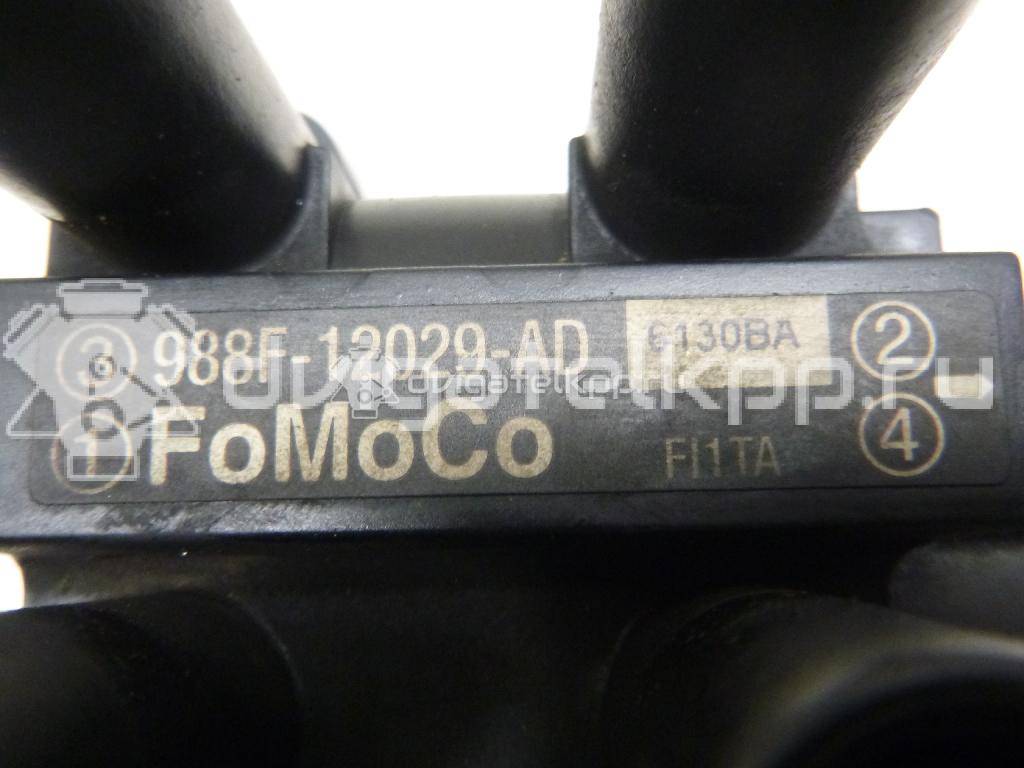 ③ 988F-12029-AD 6130BA ②
① FoMoCo FI1TA ④
dvigatelkpp.ru